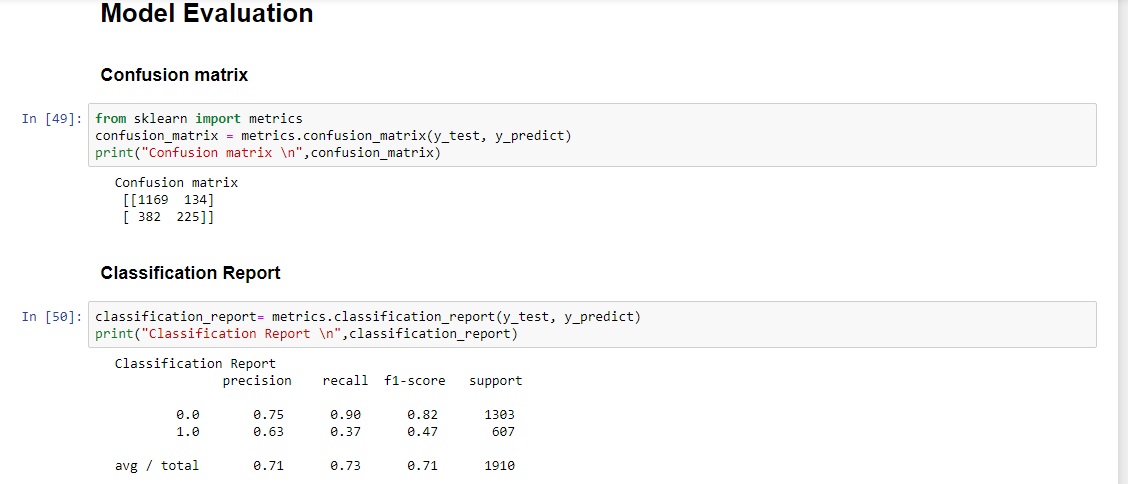 Model Evaluation
Confusion matrix
In [49]: from sklearn import metrics
confusion_matrix = metrics.confusion_matrix(y_test, y_predict)
print("Confusion matrix \n",confusion_matrix)
Confusion matrix
[[1169 134]
[ 382 225]]
Classification Report
In [50]: classification_report= metrics.classification_report(y_test, y_predict)
print("Classification Report \n",classification_report)
Classification Report
precision recall f1-score support
0.0 0.75 0.90 0.82 1303
1.0 0.63 0.37 0.47 607
avg / total 0.71 0.73 0.71 1910